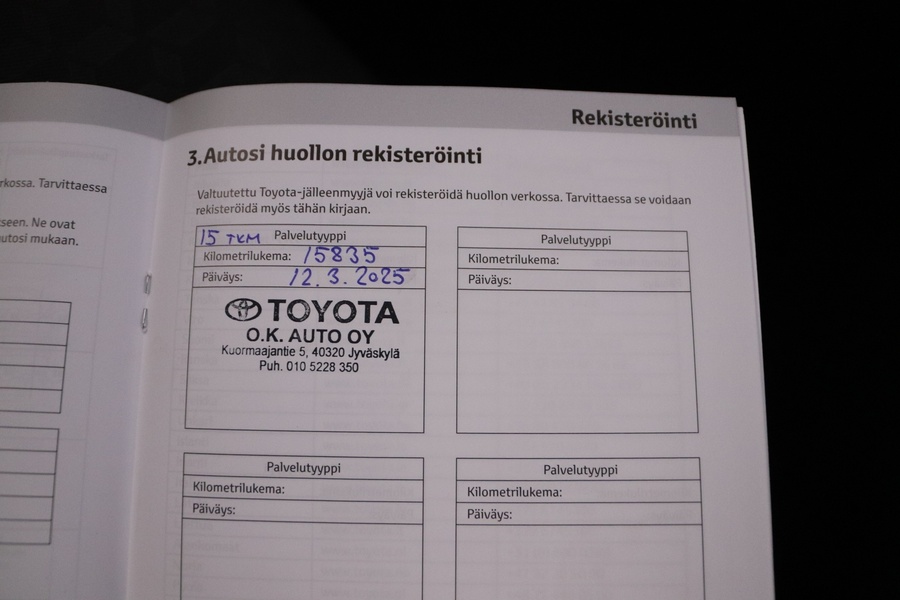 Rekisteröinti
rkossa. Tarvittaessa
seen. Ne ovat
autosi mukaan.
3.Autosi huollon rekisteröinti
Valtuutettu Toyota-jälleenmyyjä voi rekisteröidä huollon verkossa. Tarvittaessa se voidaan
rekisteröidä myös tähän kirjaan.
15 TKM Palvelutyyppi
Kilometrilukema: 15835
Päiväys: 12.3.2025
TOYOTA
O.K. AUTO OY
Kuormaajantie 5, 40320 Jyväskylä
Puh. 010 5228 350
Palvelutyyppi
Kilometrilukema:
Päiväys:
Palvelutyyppi
Kilometrilukema:
Päiväys:
Palvelutyyppi
Kilometrilukema:
Päiväys: